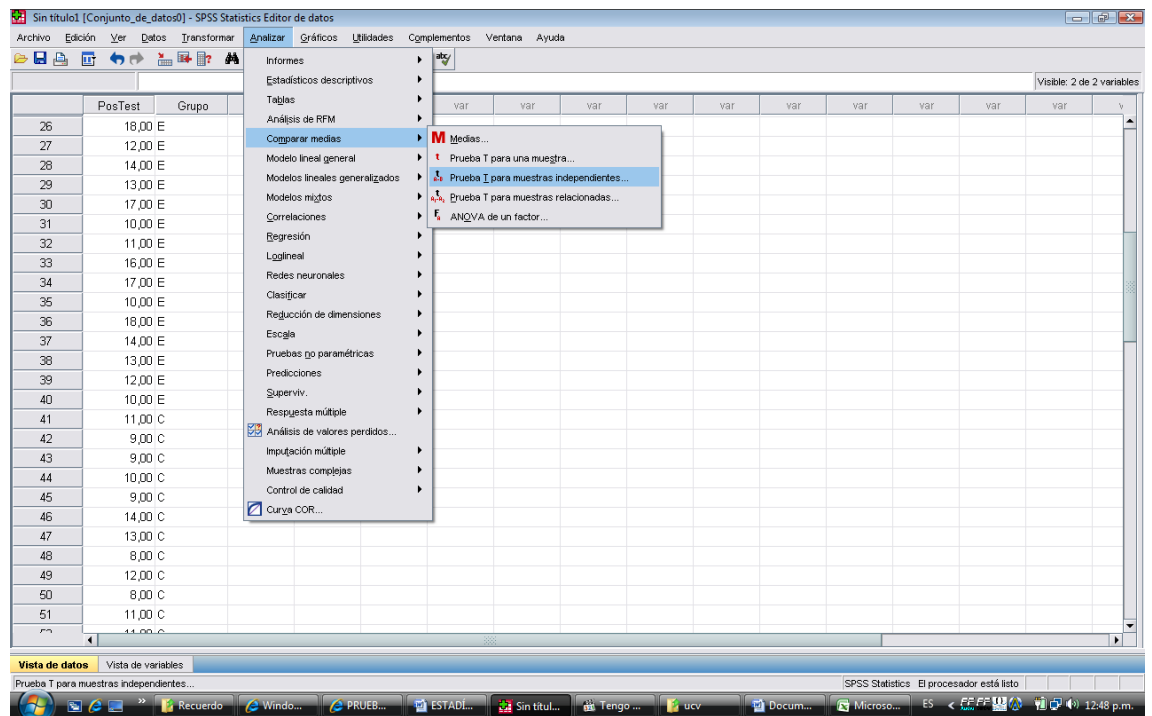 Sin título1 [Conjunto_de_datos0] - SPSS Statistics Editor de datos
Archivo Edición Ver Datos Transformar Analizar Gráficos Utilidades Complementos Ventana Ayuda
Visible: 2 de 2 variables
PosTest Grupo var var var var var var var var var
26 18,00 E
27 12,00 E
28 14,00 E
29 13,00 E
30 17,00 E
31 10,00 E
32 11,00 E
33 16,00 E
34 17,00 E
35 10,00 E
36 18,00 E
37 14,00 E
38 13,00 E
39 12,00 E
40 10,00 E
41 11,00 C
42 9,00 C
43 9,00 C
44 10,00 C
45 9,00 C
46 14,00 C
47 13,00 C
48 8,00 C
49 12,00 C
50 8,00 C
51 11,00 C
Informes
Estadísticos descriptivos
Tablas
Análisis de RFM
Comparar medias
Modelo lineal general
Modelos lineales generalizados
Modelos mixtos
Correlaciones
Regresión
Loglineal
Redes neuronales
Clasificar
Reducción de dimensiones
Escala
Pruebas no paramétricas
Predicciones
Superviv.
Respuesta múltiple
Análisis de valores perdidos...
Imputación múltiple
Muestras complejas
Control de calidad
Curva COR...
M Medias...
t Prueba T para una muestra...
Prueba T para muestras independientes...
Prueba T para muestras relacionadas...
ANOVA de un factor...
Vista de datos Vista de variables
Prueba T para muestras independientes... SPSS Statistics El procesador está listo
Recuerdo Windo... PRUEB... ESTADÍ... Sin títul... Tengo ... ucv Docum... Microso... ES 12:48 p.m.